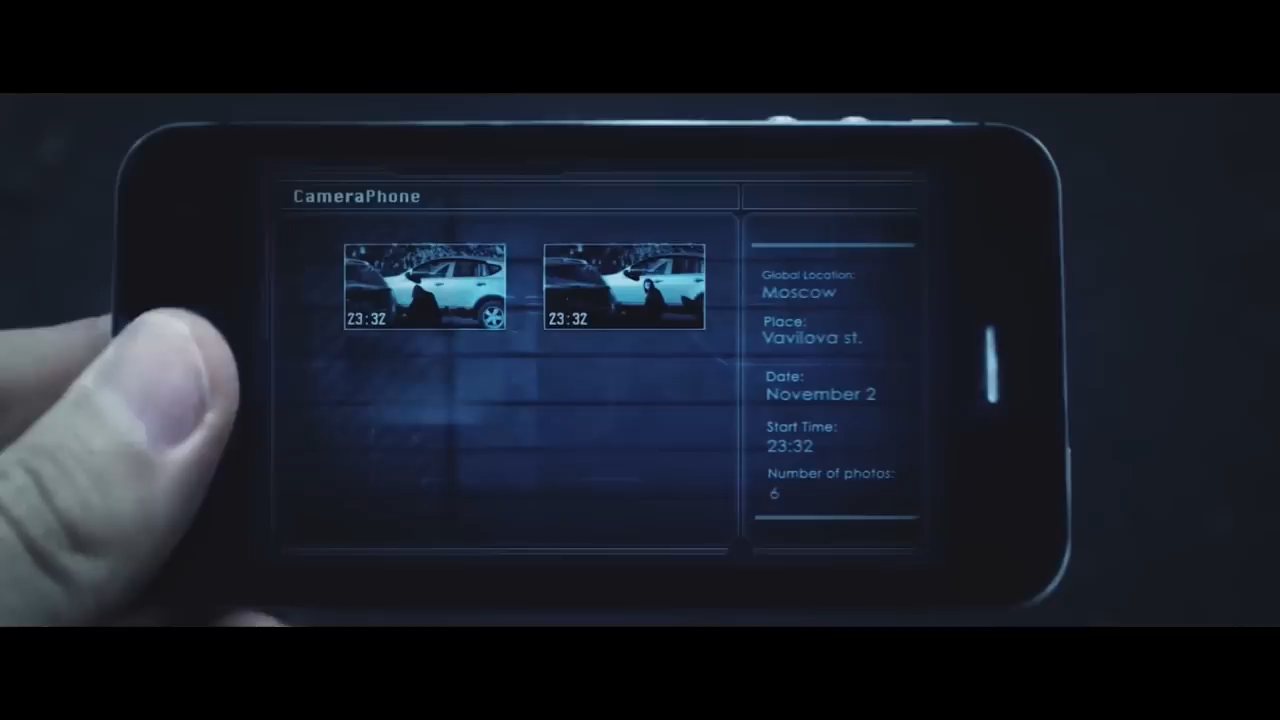 CameraPhone
23:32
23:32
Global Location:
Moscow
Place:
Vavilova st.
Date:
November 2
Start Time:
23:32
Number of photos:
6